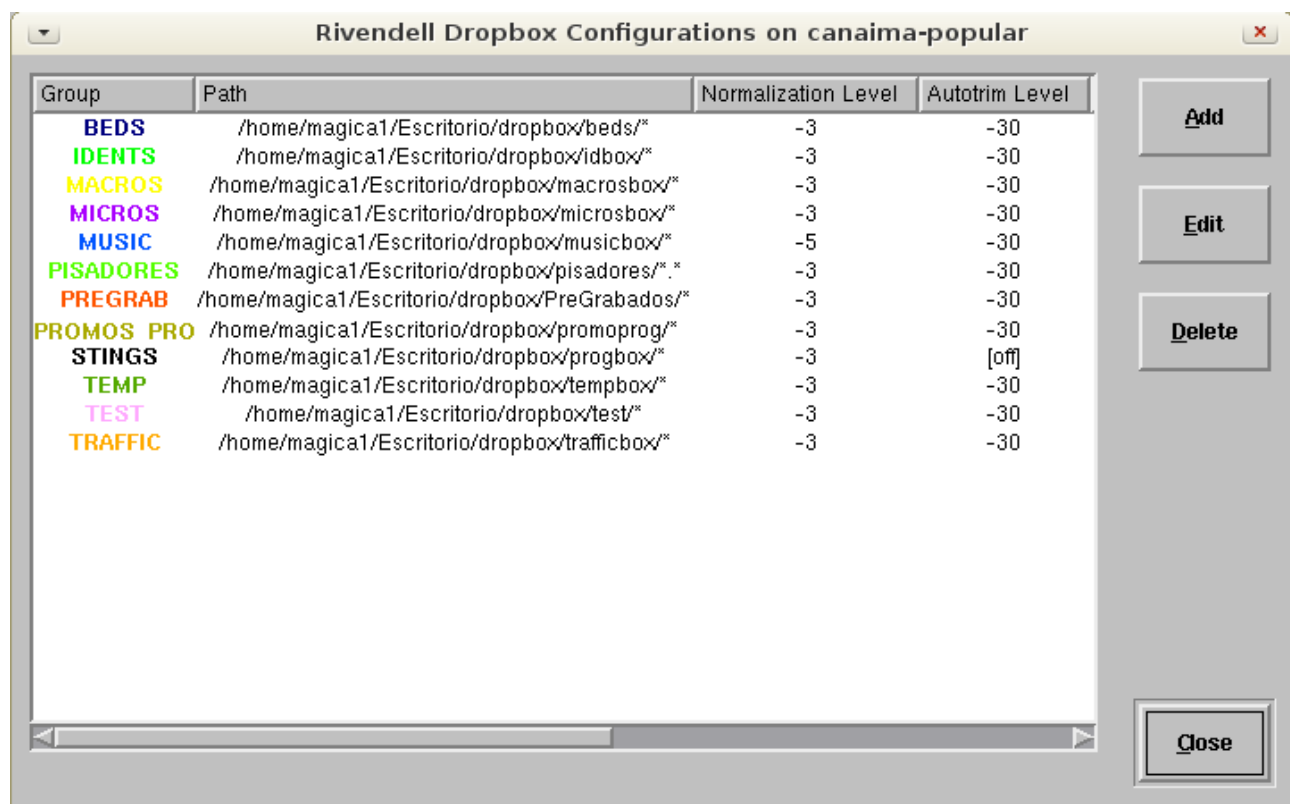 Rivendell Dropbox Configurations on canaima-popular
Group Path Normalization Level Autotrim Level
BEDS /home/magica1/Escritorio/dropbox/beds/* -3 -30
IDENTS /home/magica1/Escritorio/dropbox/idbox/* -3 -30
MACROS /home/magica1/Escritorio/dropbox/macrosbox/* -3 -30
MICROS /home/magica1/Escritorio/dropbox/microsbox/* -3 -30
MUSIC /home/magica1/Escritorio/dropbox/musicbox/* -5 -30
PISADORES /home/magica1/Escritorio/dropbox/pisadores/*.* -3 -30
PREGRAB /home/magica1/Escritorio/dropbox/PreGrabados/* -3 -30
PROMOS PRO /home/magica1/Escritorio/dropbox/promoprog/* -3 -30
STINGS /home/magica1/Escritorio/dropbox/progbox/* -3 [off]
TEMP /home/magica1/Escritorio/dropbox/tempbox/* -3 -30
TEST /home/magica1/Escritorio/dropbox/test/* -3 -30
TRAFFIC /home/magica1/Escritorio/dropbox/trafficbox/* -3 -30
Add
Edit
Delete
Close